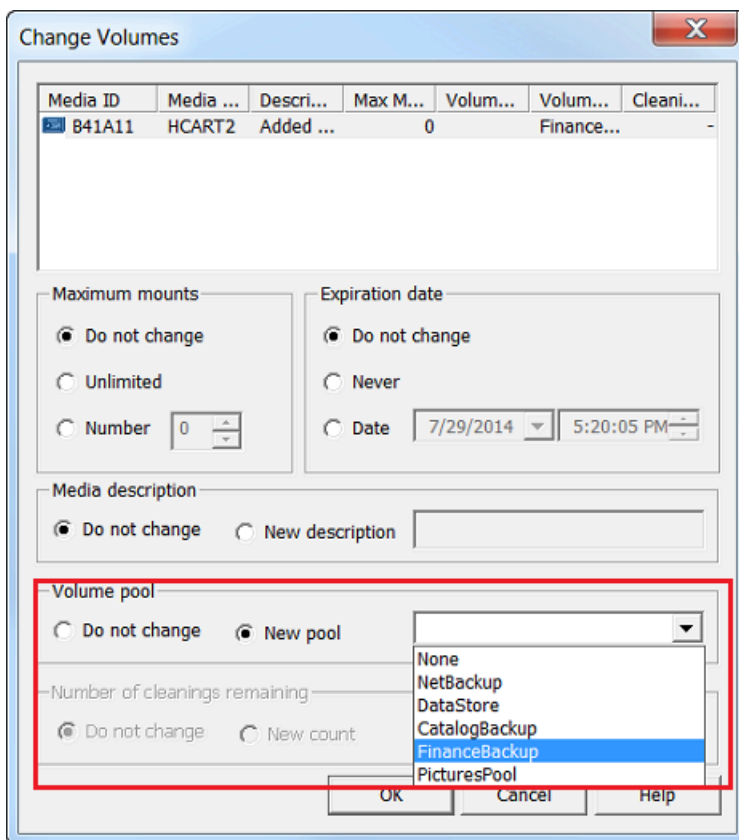 Change Volumes
Media ID Media ... Descri... Max M... Volum... Volum... Cleani...
B41A11 HCART2 Added ... 0 Finance... -
Maximum mounts
Do not change
Unlimited
Number 0
Expiration date
Do not change
Never
Date 7/29/2014 5:20:05 PM
Media description
Do not change New description
Volume pool
Do not change New pool
None
NetBackup
DataStore
CatalogBackup
FinanceBackup
PicturesPool
Number of cleanings remaining
Do not change New count
OK Cancel Help